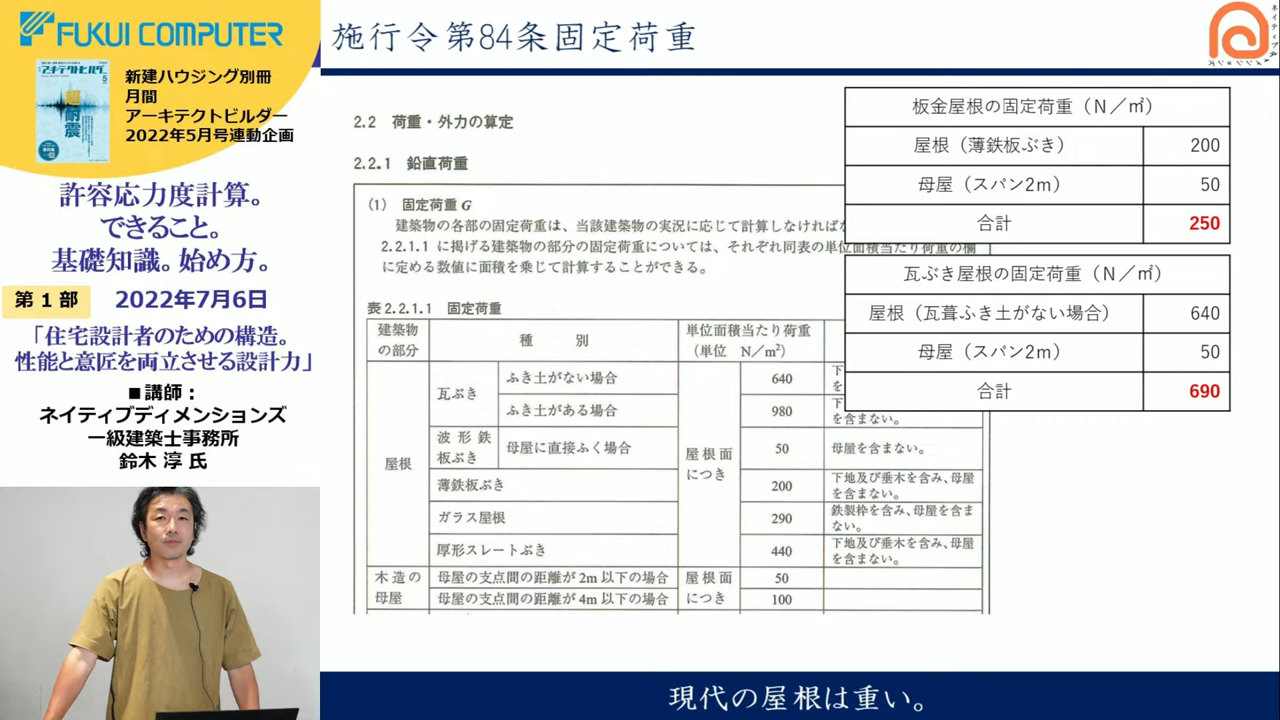 FUKUI COMPUTER
アーキテクトビルダー
5
超
耐震
新建ハウジング別冊
月間
アーキテクトビルダー
2022年5月号連動企画
許容応力度計算。
できること。
基礎知識。始め方。
第1部
2022年7月6日
「住宅設計者のための構造。
性能と意匠を両立させる設計力」
■講師：
ネイティブディメンションズ
一級建築士事務所
鈴木 淳 氏
施行令第84条固定荷重
2.2 荷重・外力の算定
2.2.1 鉛直荷重
(1) 固定荷重G
建築物の各部の固定荷重は、当該建築物の実況に応じて計算しなければな
2.2.1.1 に掲げる建築物の部分の固定荷重については、それぞれ同表の単位面積当たり荷重の欄
に定める数値に面積を乗じて計算することができる。
表2.2.1.1 固定荷重
建築物の部分 種別 単位面積当たり荷重（単位 N/m²）
屋根 瓦ぶき ふき土がない場合 屋根面につき 640 下 を
ふき土がある場合 980 下 を含まない。
波形鉄板ぶき 母屋に直接ふく場合 50 母屋を含まない。
薄鉄板ぶき 200 下地及び垂木を含み、母屋を含まない。
ガラス屋根 290 鉄製枠を含み、母屋を含まない。
厚形スレートぶき 440 下地及び垂木を含み、母屋を含まない。
木造の母屋 母屋の支点間の距離が2m以下の場合 屋根面につき 50
母屋の支点間の距離が4m以下の場合 100
板金屋根の固定荷重（N／㎡）
屋根（薄鉄板ぶき） 200
母屋（スパン2m） 50
合計 250
瓦ぶき屋根の固定荷重（N／㎡）
屋根（瓦葺ふき土がない場合） 640
母屋（スパン2m） 50
合計 690
現代の屋根は重い。